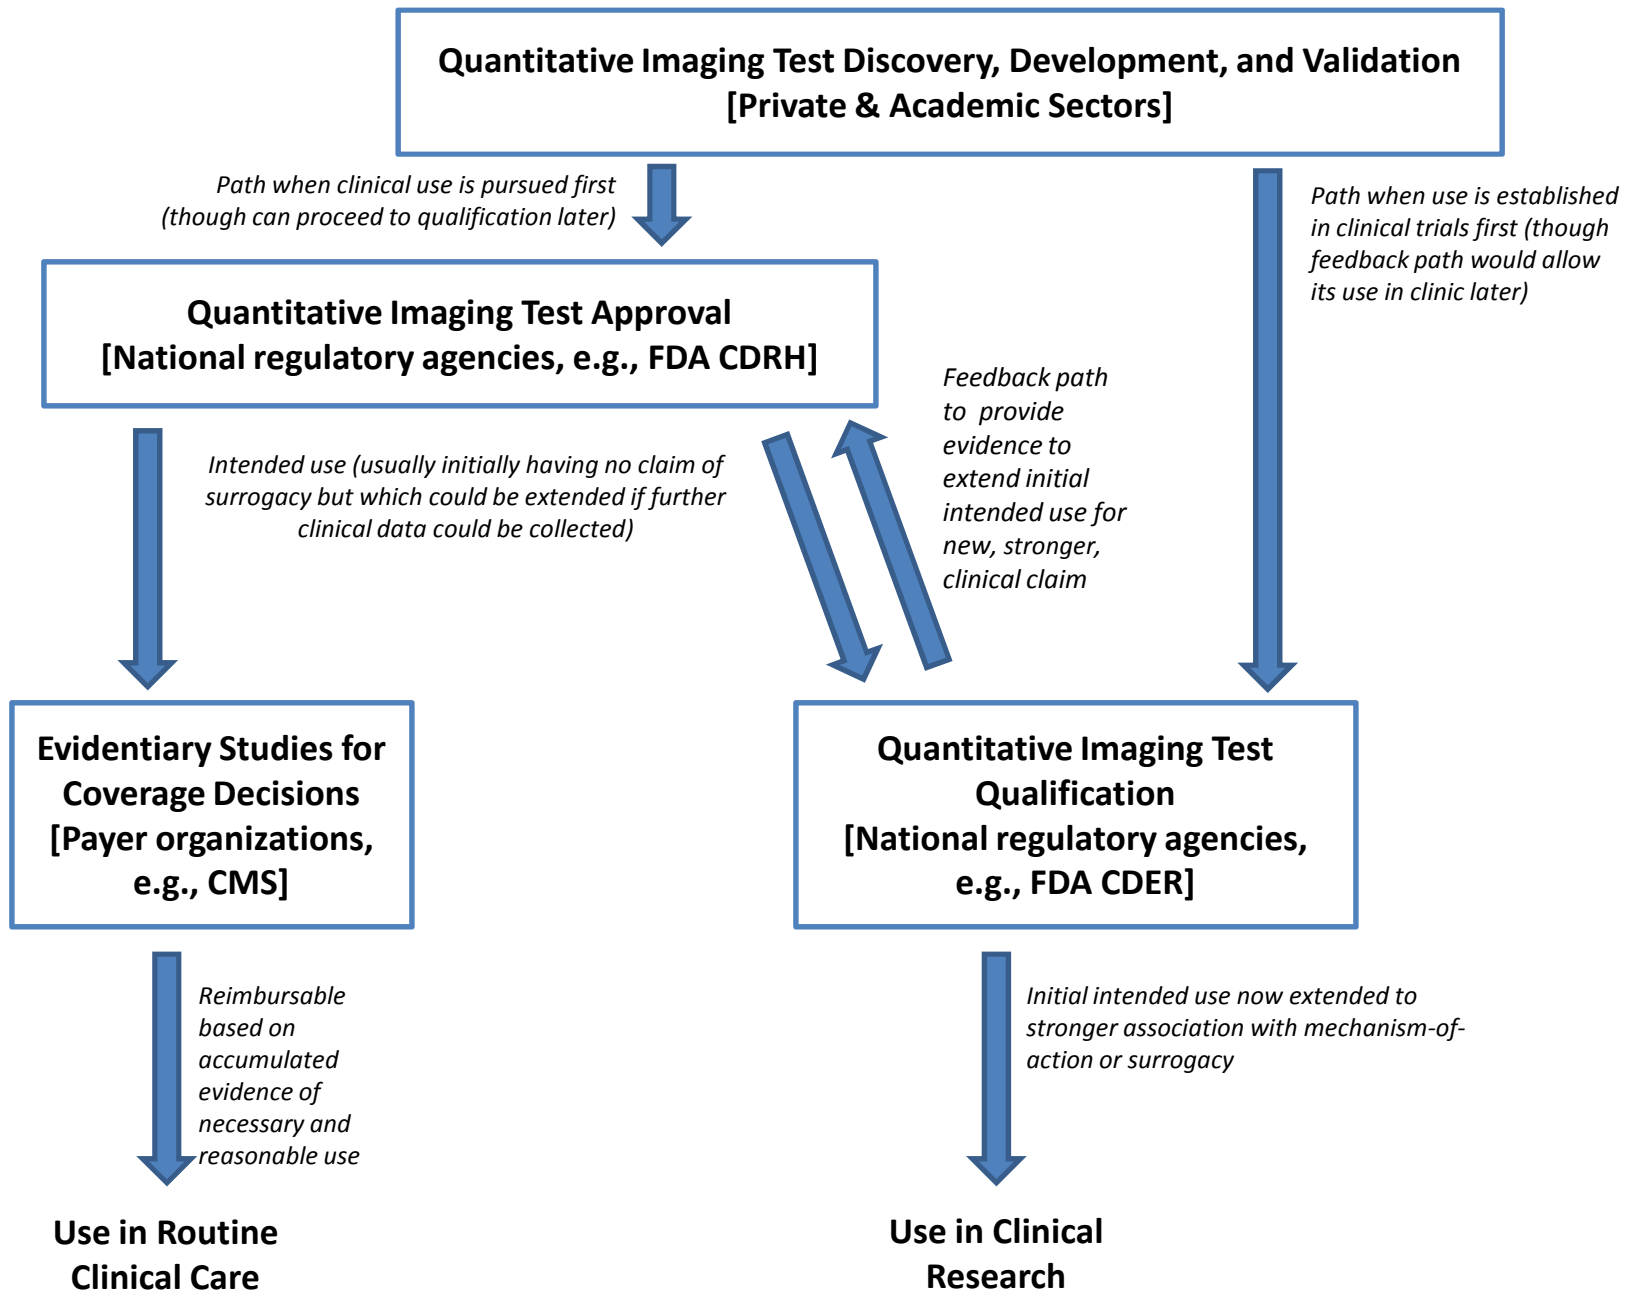 Quantitative Imaging Test Discovery, Development, and Validation
[Private & Academic Sectors]
Path when clinical use is pursued first
(though can proceed to qualification later)
Path when use is established
in clinical trials first (though
feedback path would allow
its use in clinic later)
Quantitative Imaging Test Approval
[National regulatory agencies, e.g., FDA CDRH]
Intended use (usually initially having no claim of
surrogacy but which could be extended if further
clinical data could be collected)
Feedback path
to provide
evidence to
extend initial
intended use for
new, stronger,
clinical claim
Evidentiary Studies for
Coverage Decisions
[Payer organizations,
e.g., CMS]
Quantitative Imaging Test
Qualification
[National regulatory agencies,
e.g., FDA CDER]
Reimbursable
based on
accumulated
evidence of
necessary and
reasonable use
Initial intended use now extended to
stronger association with mechanism-of-
action or surrogacy
Use in Routine
Clinical Care
Use in Clinical
Research